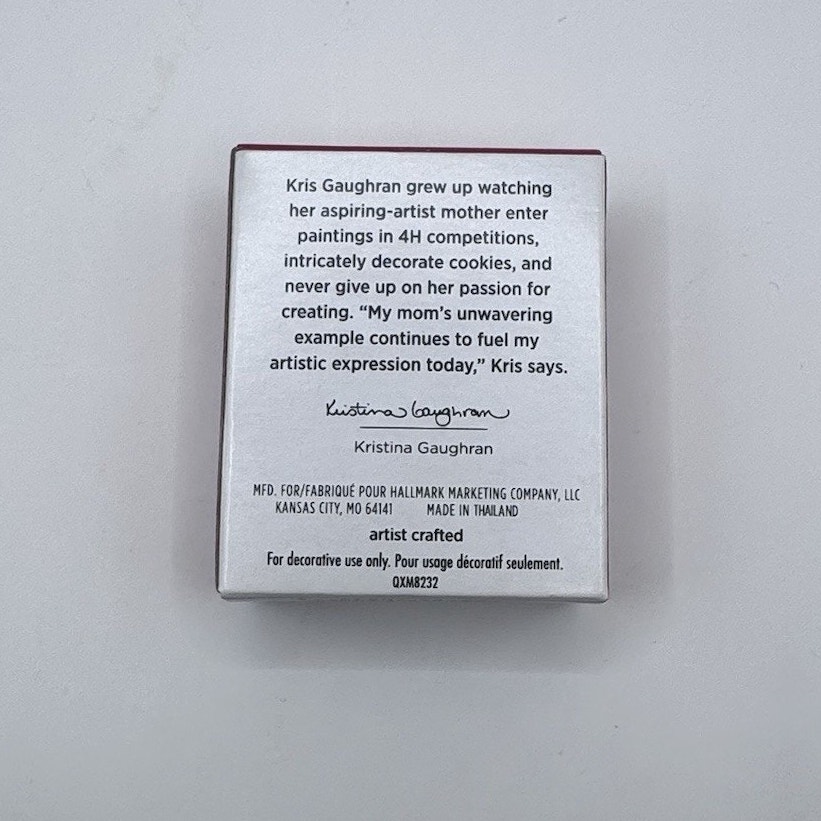 Kris Gaughran grew up watching
her aspiring-artist mother enter
paintings in 4H competitions,
intricately decorate cookies, and
never give up on her passion for
creating. “My mom’s unwavering
example continues to fuel my
artistic expression today,” Kris says.
Kristina Gaughran
Kristina Gaughran
MFD. FOR/FABRIQUÉ POUR HALLMARK MARKETING COMPANY, LLC
KANSAS CITY, MO 64141 MADE IN THAILAND
artist crafted
For decorative use only. Pour usage décoratif seulement.
QXM8232